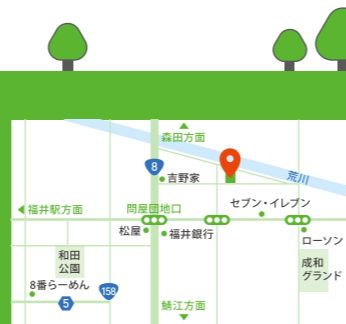 森田方面
8
吉野家
荒川
セブン・イレブン
福井駅方面
問屋団地口
松屋
福井銀行
ローソン
和田
公園
成和
グランド
8番らーめん
158
5
鯖江方面